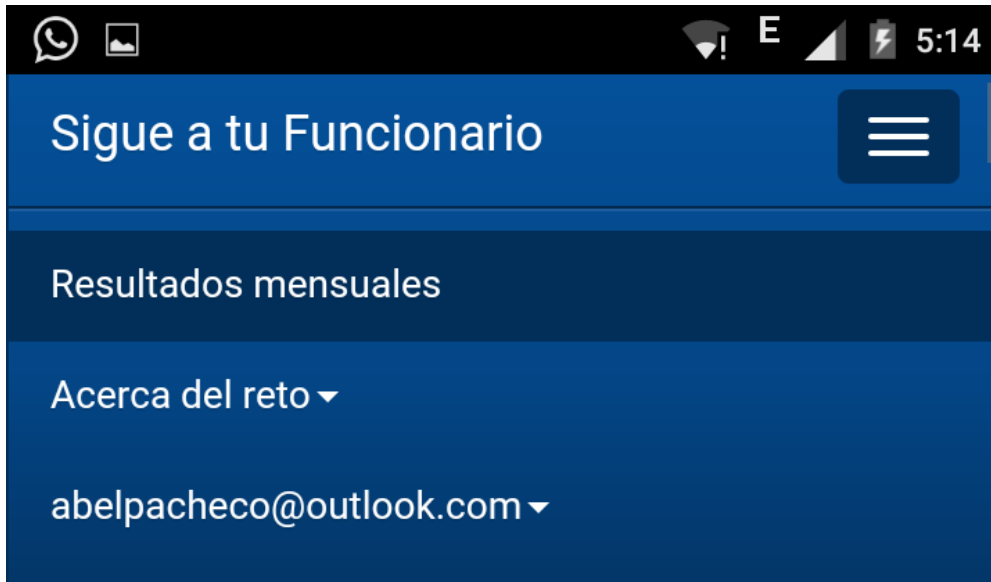 E 5:14
Sigue a tu Funcionario
Resultados mensuales
Acerca del reto
abelpacheco@outlook.com